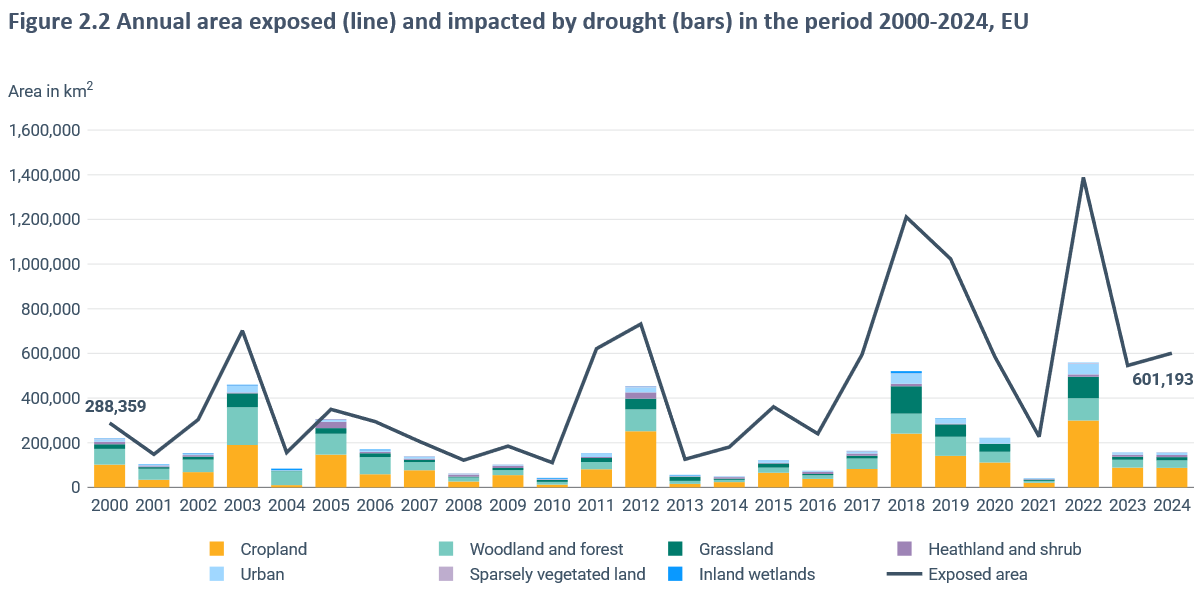 Figure 2.2 Annual area exposed (line) and impacted by drought (bars) in the period 2000-2024, EU
Area in km²
1,600,000
1,400,000
1,200,000
1,000,000
800,000
600,000
400,000
200,000
0
288,359
601,193
2000 2001 2002 2003 2004 2005 2006 2007 2008 2009 2010 2011 2012 2013 2014 2015 2016 2017 2018 2019 2020 2021 2022 2023 2024
Cropland Woodland and forest Grassland Heathland and shrub
Urban Sparsely vegetated land Inland wetlands Exposed area